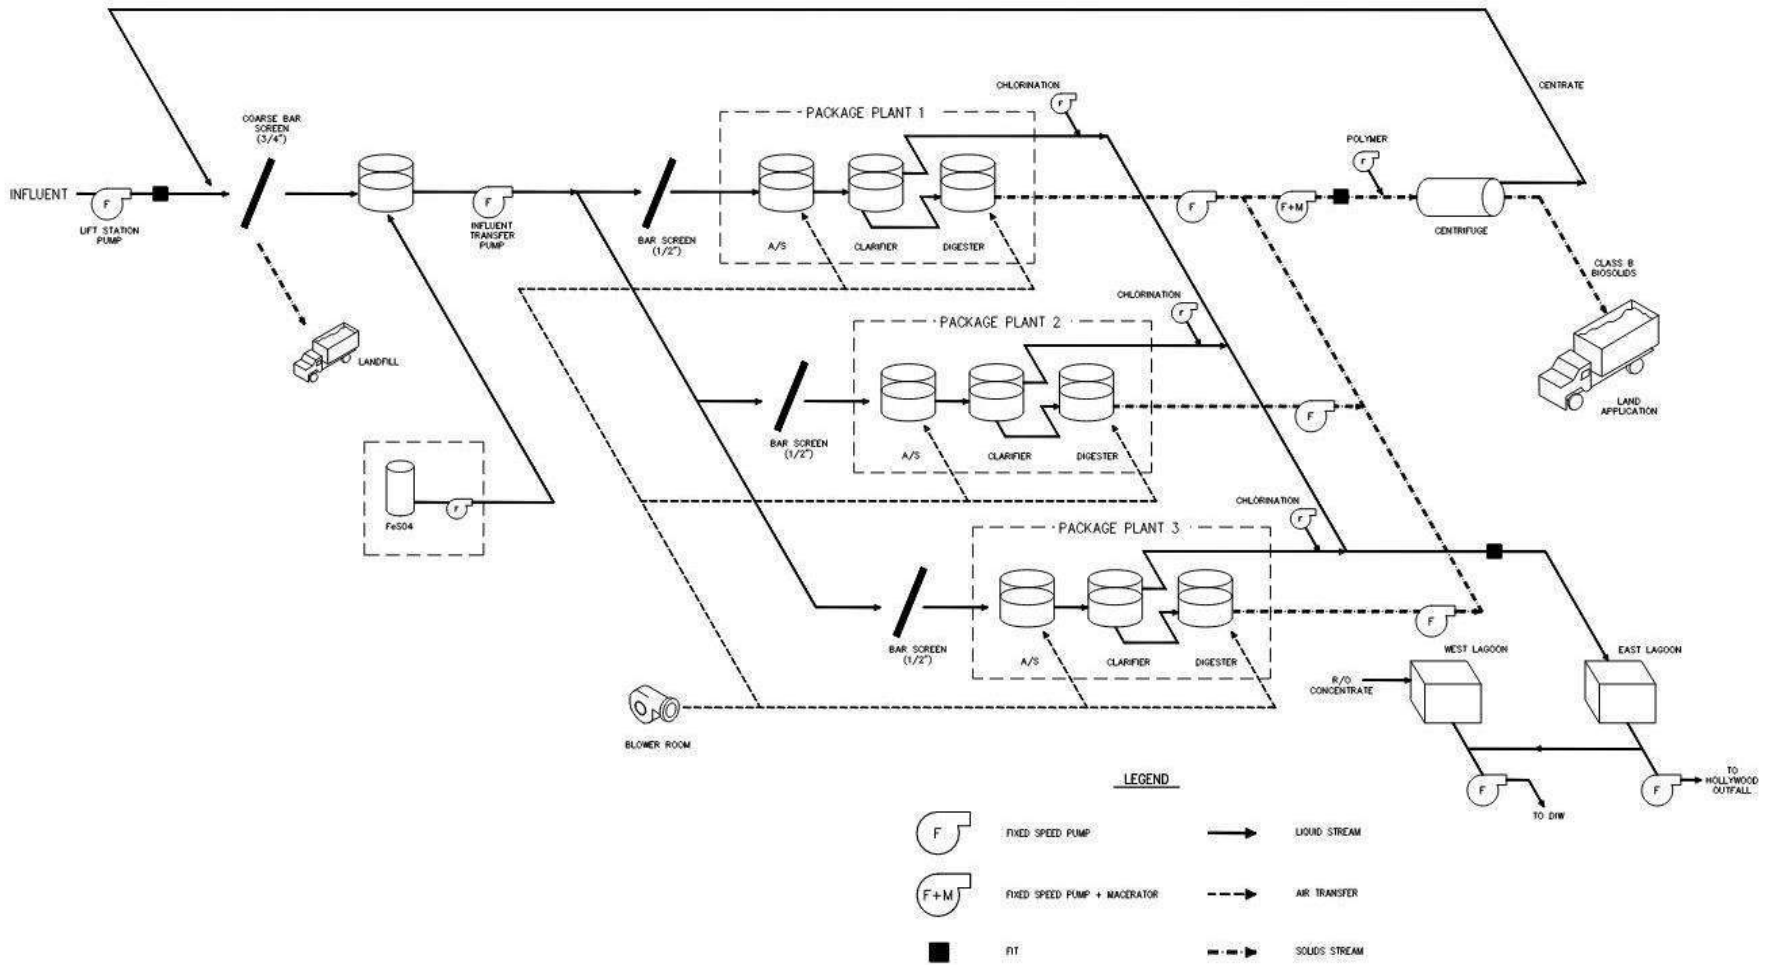 CHLORINATION
CENTRATE
COARSE BAR
SCREEN
(3/4")
PACKAGE PLANT 1
POLYMER
INFLUENT
F
LIFT STATION
PUMP
F
INFLUENT
TRANSFER
PUMP
BAR SCREEN
(1/2")
A/S
CLARIFIER
DIGESTER
F
F
F+M
F
CENTRIFUGE
CLASS B
BIOSOLIDS
LANDFILL
CHLORINATION
F
PACKAGE PLANT 2
LAND
APPLICATION
BAR SCREEN
(1/2")
A/S
CLARIFIER
DIGESTER
F
FeSO4
F
CHLORINATION
F
PACKAGE PLANT 3
BAR SCREEN
(1/2")
A/S
CLARIFIER
DIGESTER
F
WEST LAGOON
EAST LAGOON
R/O
CONCENTRATE
BLOWER ROOM
F
TO DIW
F
TO
HOLLYWOOD
OUTFALL
LEGEND
F
FIXED SPEED PUMP
LIQUID STREAM
F+M
FIXED SPEED PUMP + MACERATOR
AIR TRANSFER
FIT
SOLIDS STREAM